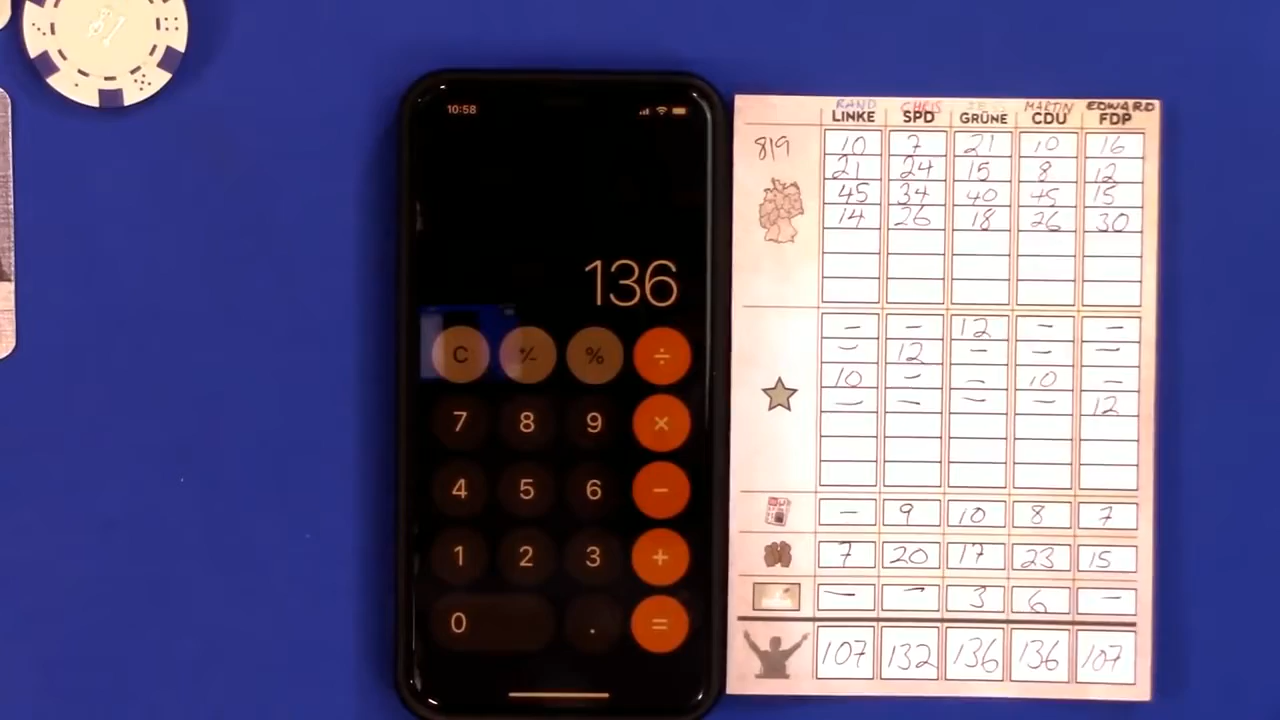 10:58
136
C +/- % ÷
7 8 9 ×
4 5 6 −
1 2 3 +
0 . =
RAND CHRIS JESS MARTIN EDWARD
LINKE SPD GRÜNE CDU FDP
819
10 7 21 10 16
21 24 15 8 12
45 34 40 45 15
14 26 18 26 30
– – 12 – –
– 12 – – –
10 – – 10 –
– – – – 12
– 9 10 8 7
7 20 17 23 15
– – 3 6 –
107 132 136 136 107